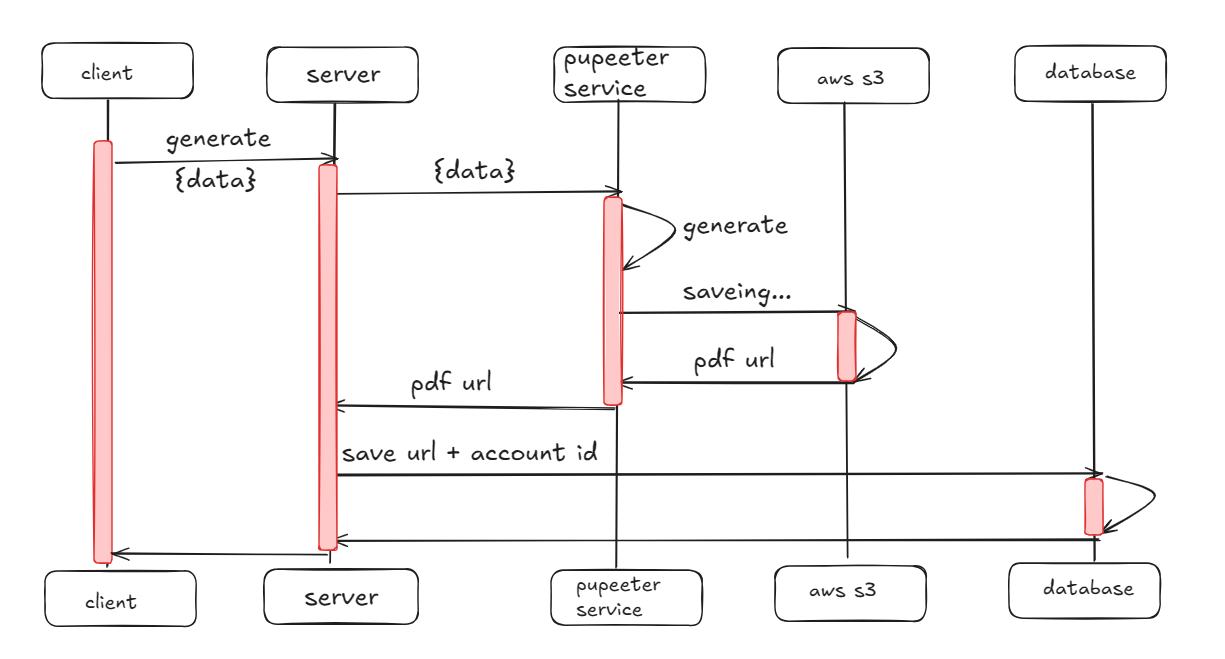 client
server
pupeeter
service
aws s3
database
generate
{data}
{data}
generate
saveing...
pdf url
pdf url
save url + account id
client
server
pupeeter
service
aws s3
database